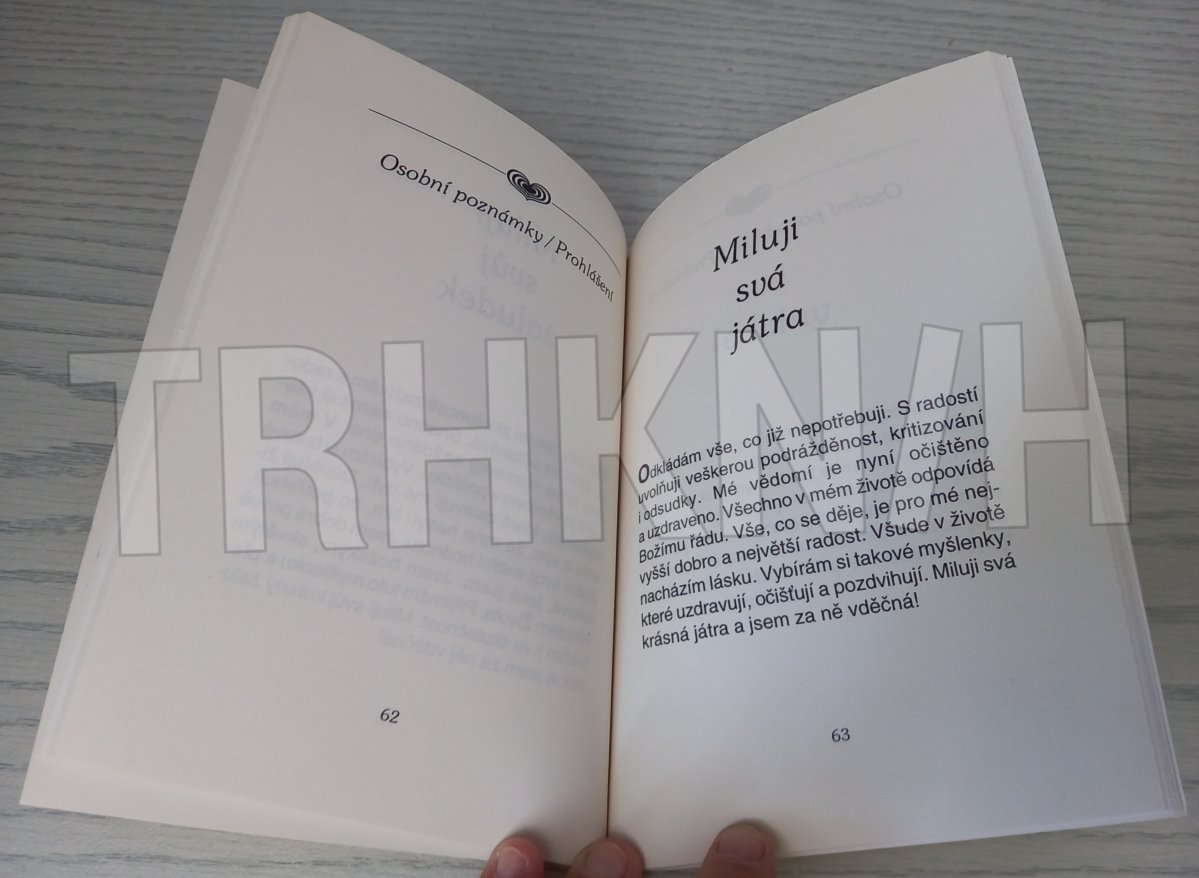 Osobní poznámky / Prohlášení
62
Miluji
svá
játra
Odkládám vše, co již nepotřebuji. S radostí
uvolňuji veškerou podrážděnost, kritizování
i odsudky. Mé vědomí je nyní očištěno
a uzdraveno. Všechno v mém životě odpovídá
Božímu řádu. Vše, co se děje, je pro mé nej-
vyšší dobro a největší radost. Všude v životě
nacházím lásku. Vybírám si takové myšlenky,
které uzdravují, očišťují a pozdvihují. Miluji svá
krásná játra a jsem za ně vděčná!
63
TRHKNIH